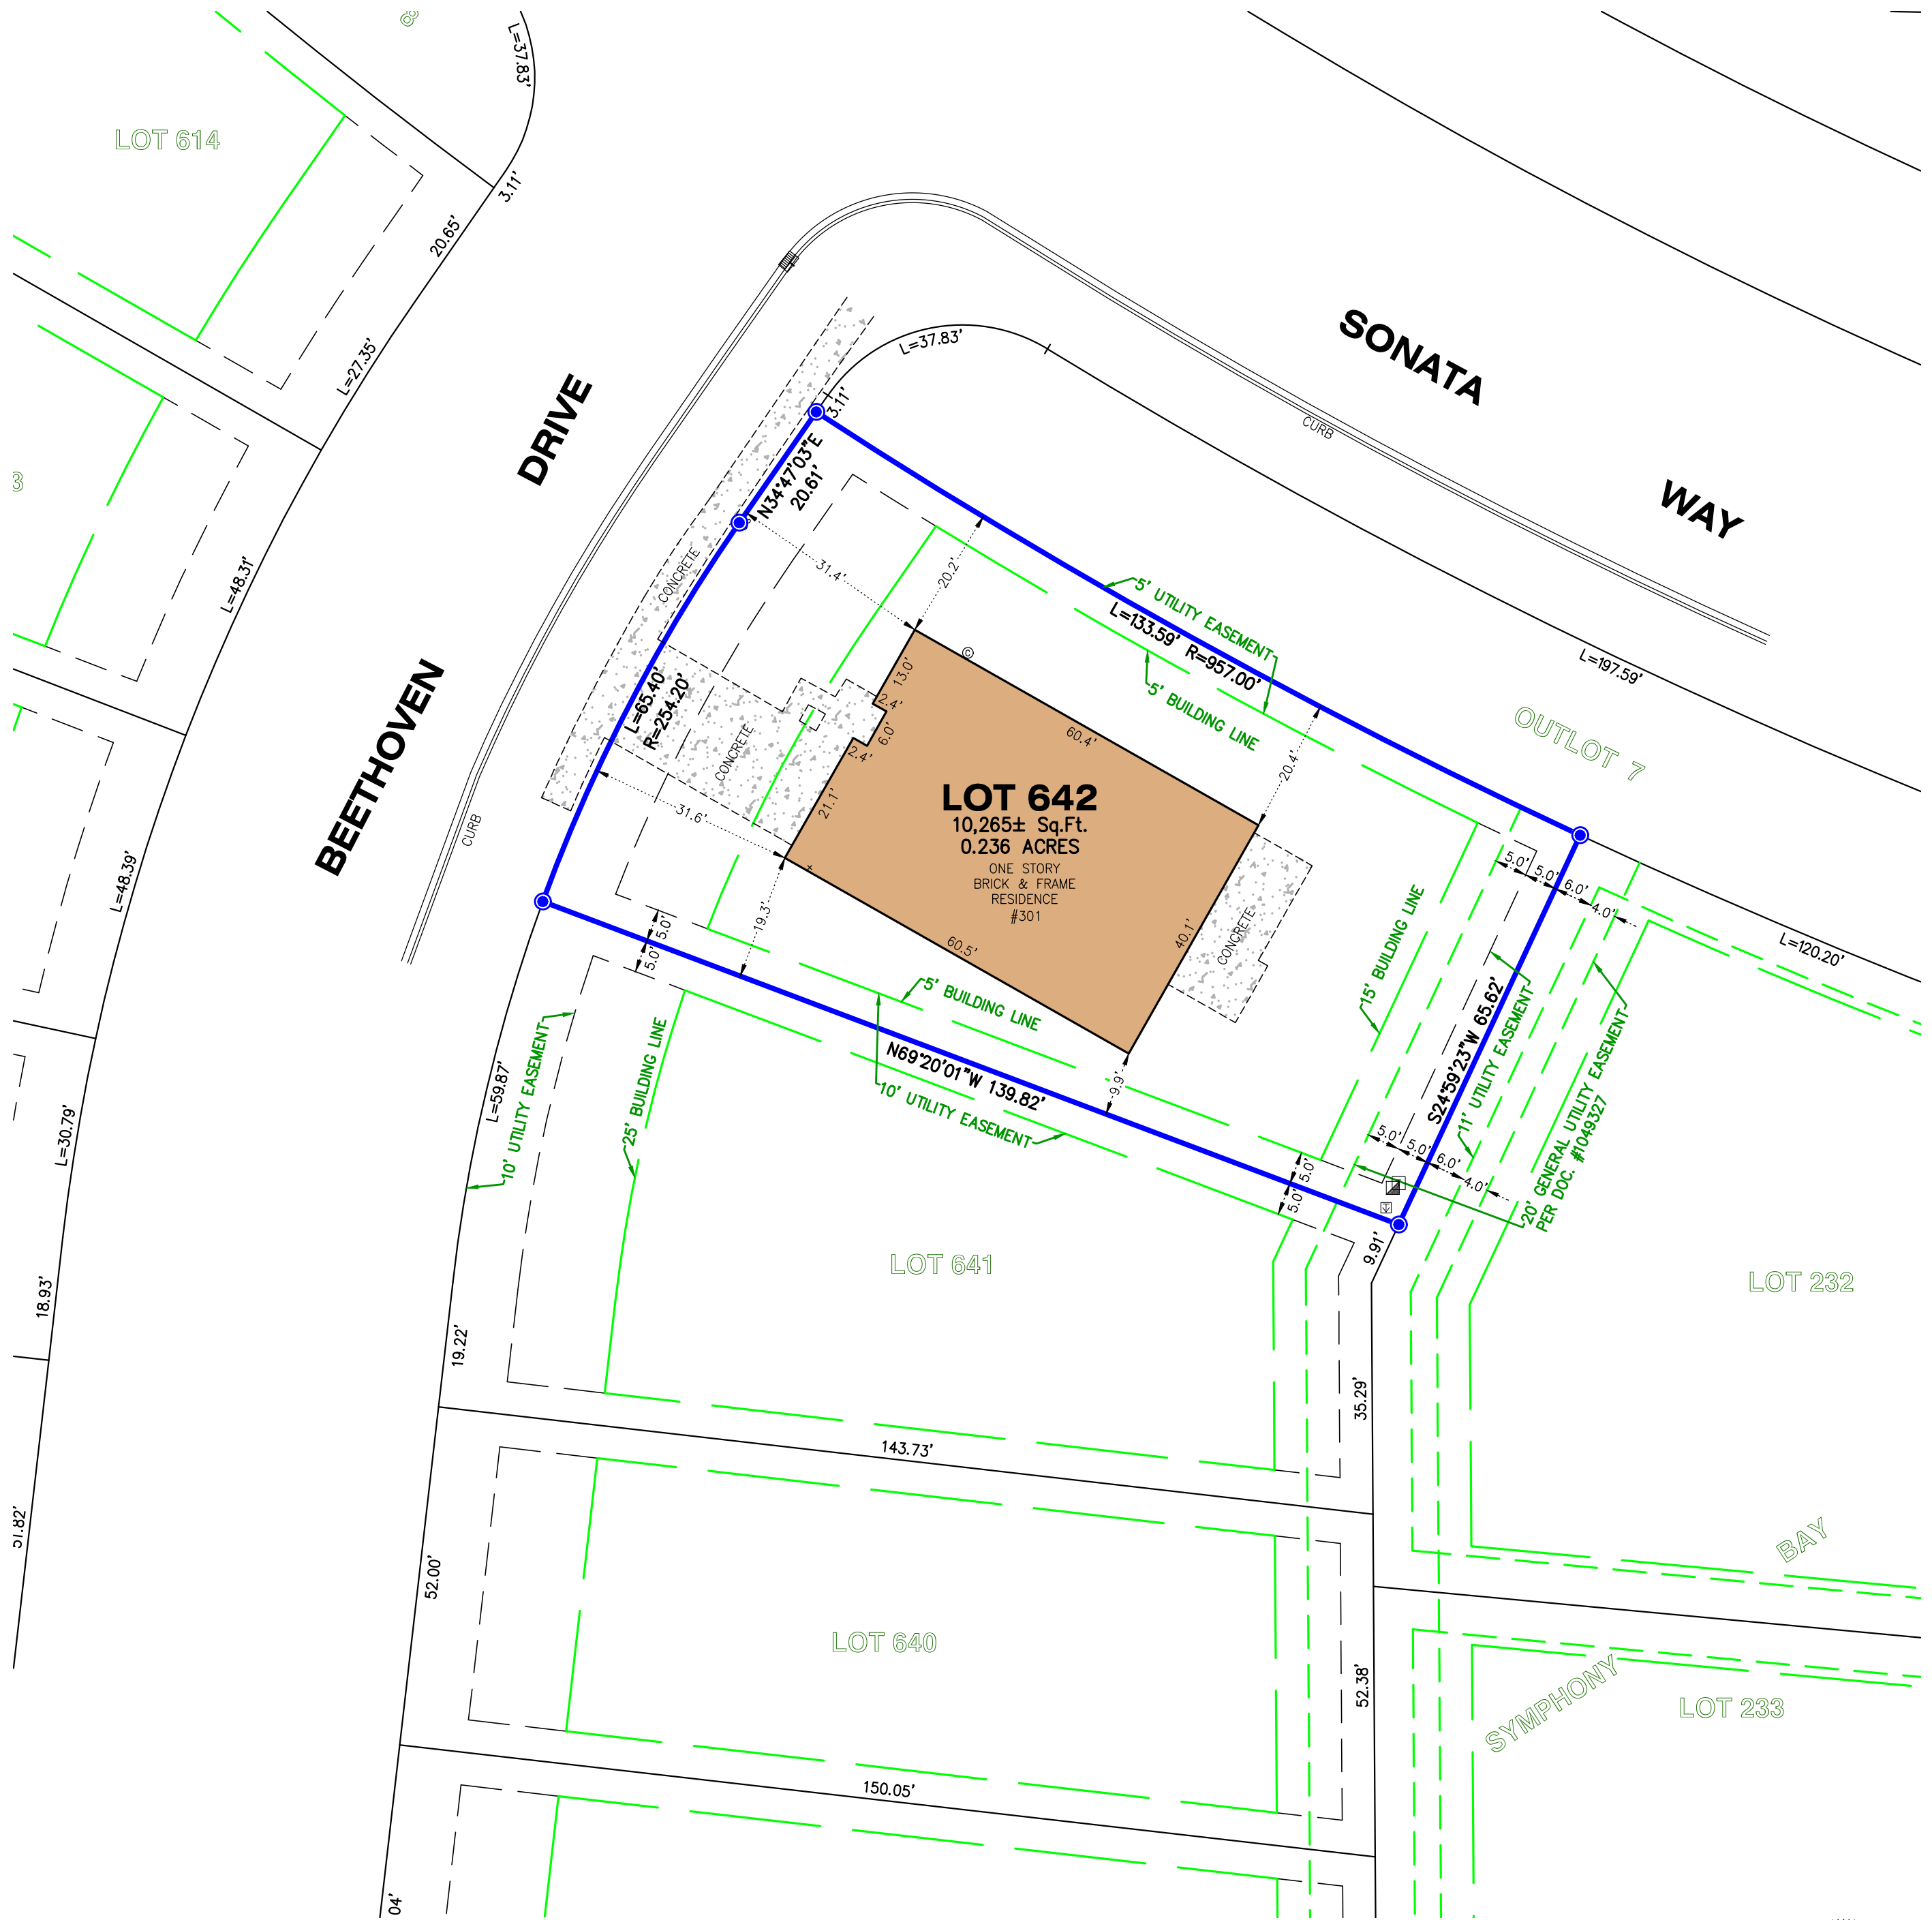 8
L=37.83'
LOT 614
3.11'
20.65'
L=27.35'
3
L=48.31'
L=48.39'
L=30.79'
18.93'
51.82'
BEETHOVEN
DRIVE
SONATA
WAY
CURB
CURB
L=37.83'
3.11'
N34°47'03"E
20.61'
CONCRETE
31.4'
20.2'
5' UTILITY EASEMENT
L=133.59' R=957.00'
5' BUILDING LINE
L=197.59'
OUTLOT 7
L=65.40'
R=254.20'
CONCRETE
©
13.0'
2.4'
6.0'
2.4'
21.1'
60.4'
20.4'
31.6'
LOT 642
10,265± Sq.Ft.
0.236 ACRES
ONE STORY
BRICK & FRAME
RESIDENCE
#301
19.3'
60.5'
40.1'
CONCRETE
15' BUILDING LINE
5.0'
5.0'
6.0'
4.0'
L=120.20'
5.0'
5.0'
5' BUILDING LINE
N69°20'01"W 139.82'
10' UTILITY EASEMENT
9.9'
S24°59'23"W 65.62'
11' UTILITY EASEMENT
20' GENERAL UTILITY EASEMENT
PER DOC. #1049327
5.0'
5.0'
6.0'
4.0'
5.0'
5.0'
L=59.87'
10' UTILITY EASEMENT
25' BUILDING LINE
LOT 641
9.91'
LOT 232
19.22'
35.29'
143.73'
52.00'
LOT 640
52.38'
BAY
SYMPHONY
LOT 233
150.05'
04'